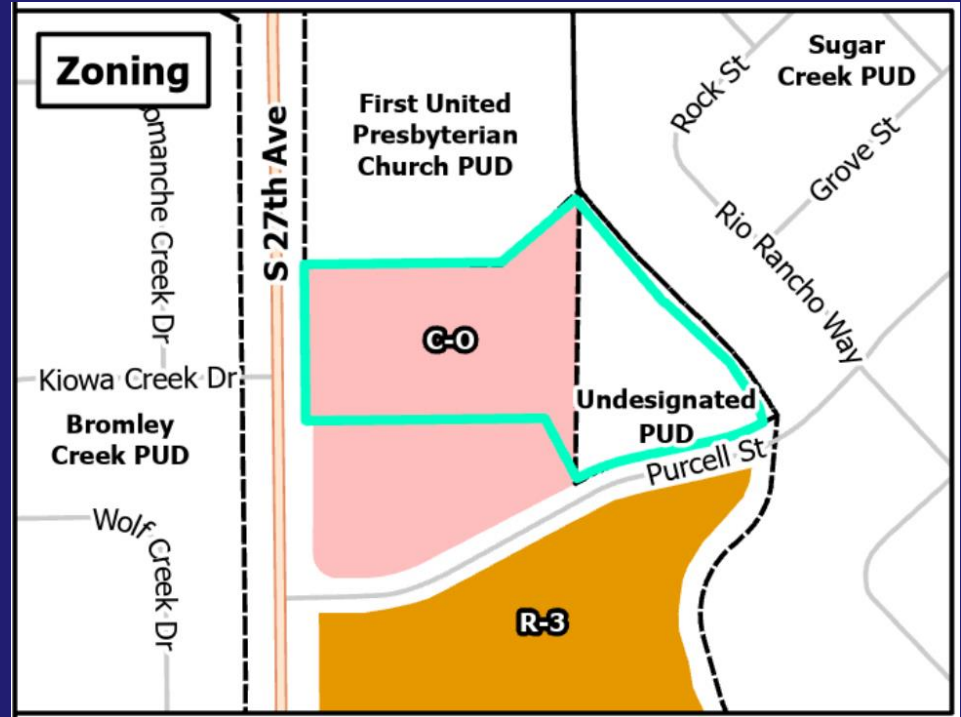 Zoning
Sugar
Creek PUD
First United
Presbyterian
Church PUD
Rock St
Grove St
omanche Creek Dr
S 27th Ave
Rio Rancho Way
C-O
Kiowa Creek Dr
Undesignated
PUD
Bromley
Creek PUD
Purcell St
Wolf Creek Dr
R-3